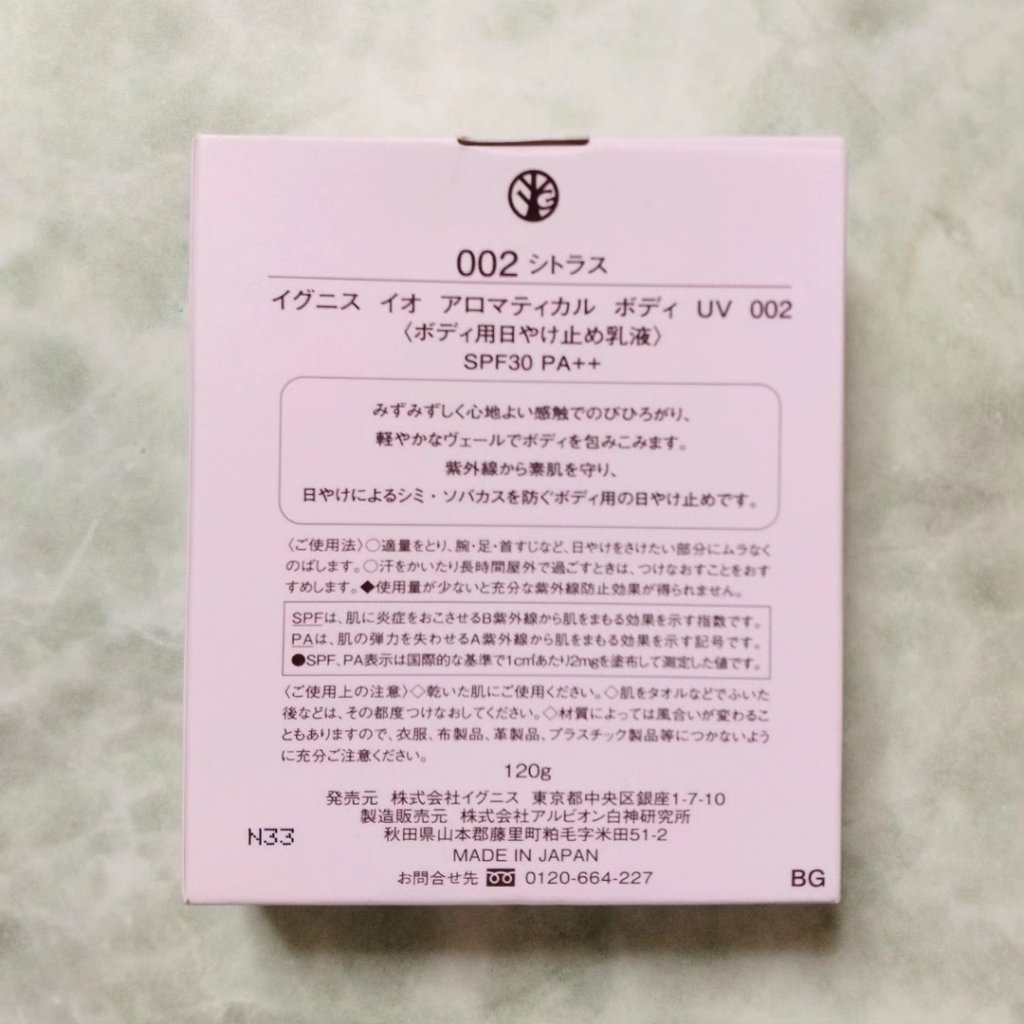 002 シトラス
イグニス イオ アロマティカル ボディ UV 002
〈ボディ用日やけ止め乳液〉
SPF30 PA++
みずみずしく心地よい感触でのびひろがり、
軽やかなヴェールでボディを包みこみます。
紫外線から素肌を守り、
日やけによるシミ・ソバカスを防ぐボディ用の日やけ止めです。
〈ご使用法〉○適量をとり、腕・足・首すじなど、日やけをさけたい部分にムラなく
のばします。○汗をかいたり長時間屋外で過ごすときは、つけなおすことをおす
すめします。◆使用量が少ないと充分な紫外線防止効果が得られません。
SPFは、肌に炎症をおこさせるB紫外線から肌をまもる効果を示す指数です。
PAは、肌の弾力を失わせるA紫外線から肌をまもる効果を示す記号です。
●SPF、PA表示は国際的な基準で1c㎡あたり2mgを塗布して測定した値です。
〈ご使用上の注意〉◇乾いた肌にご使用ください。◇肌をタオルなどでふいた
後などは、その都度つけなおしてください。◇材質によっては風合いが変わるこ
ともありますので、衣服、布製品、革製品、プラスチック製品等につかないよう
に充分ご注意ください。
120g
発売元 株式会社イグニス 東京都中央区銀座1-7-10
製造販売元 株式会社アルビオン白神研究所
秋田県山本郡藤里町粕毛字米田51-2
MADE IN JAPAN
お問合せ先 0120-664-227
N33
BG